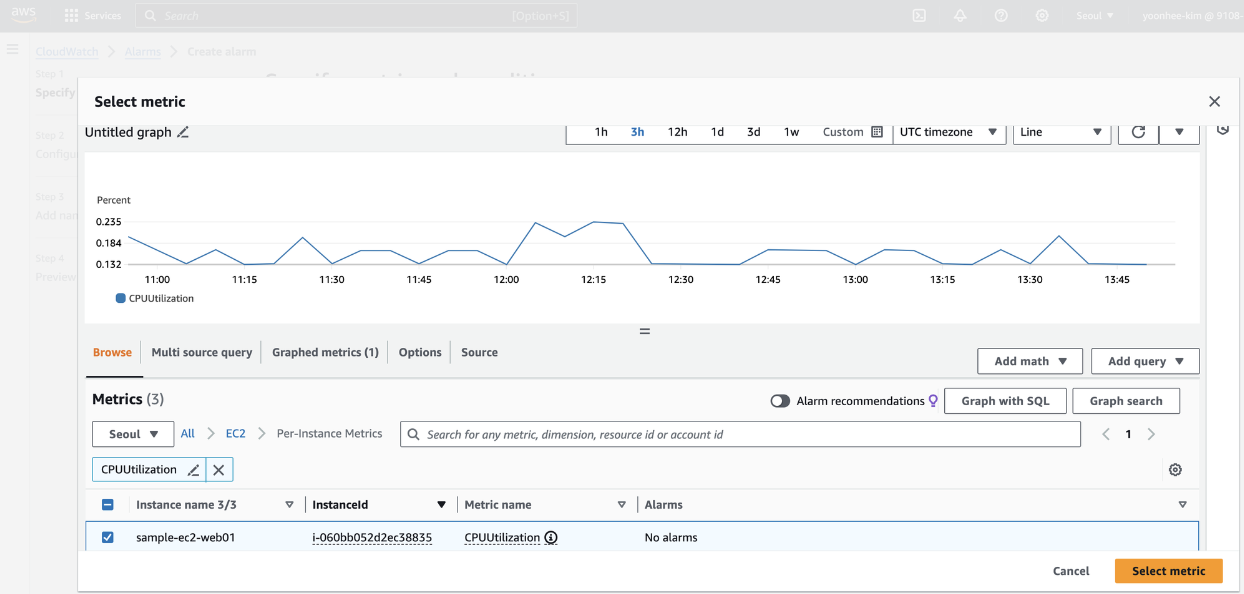 aws
Services
Search
[Option+S]
Seoul ▼
yoonhee-kim @ 9108-
CloudWatch > Alarms > Create alarm
Step 1
Specify
Step 2
Configu
Step 3
Add nam
Step 4
Preview
Select metric
Untitled graph
1h 3h 12h 1d 3d 1w Custom UTC timezone ▼ Line ▼
Percent
0.235
0.184
0.132
11:00 11:15 11:30 11:45 12:00 12:15 12:30 12:45 13:00 13:15 13:30 13:45
CPUUtilization
Browse Multi source query Graphed metrics (1) Options Source
Add math ▼ Add query ▼
Metrics (3)
Alarm recommendations Graph with SQL Graph search
Seoul ▼ All > EC2 > Per-Instance Metrics Search for any metric, dimension, resource id or account id < 1 >
CPUUtilization
Instance name 3/3 InstanceId Metric name Alarms
sample-ec2-web01 i-060bb052d2ec38835 CPUUtilization No alarms
Cancel Select metric